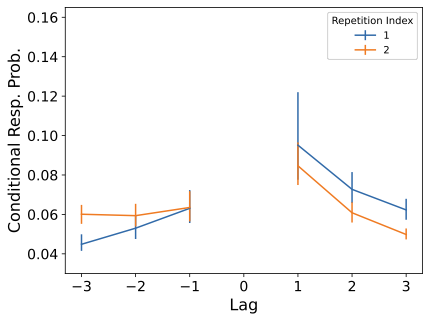 Repetition Index
1
2
0.16
0.14
0.12
0.10
0.08
0.06
0.04
Conditional Resp. Prob.
−3 −2 −1 0 1 2 3
Lag